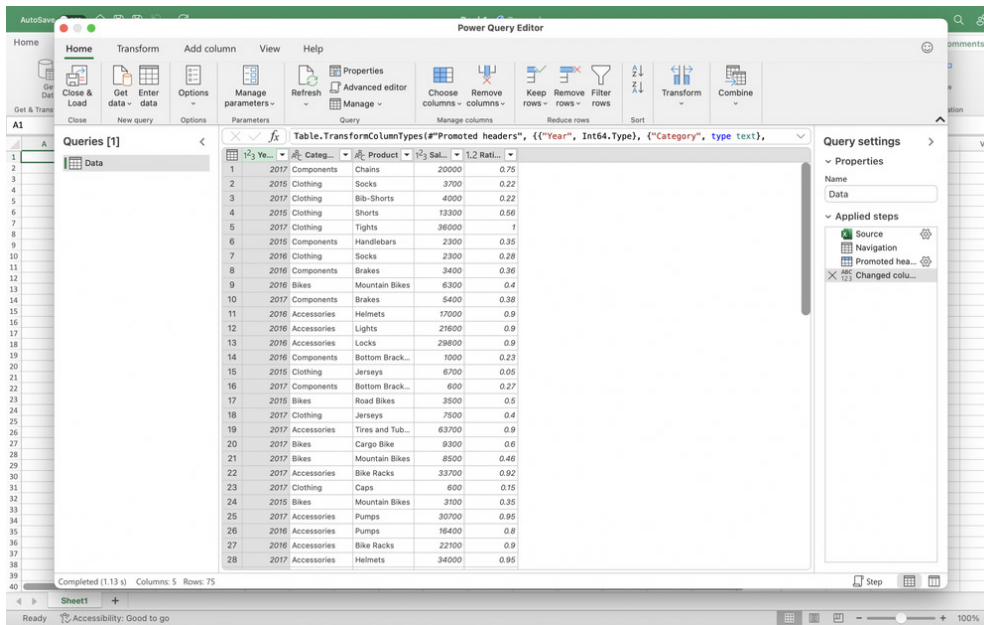 AutoSave
Home
Get & Trans
A1
Power Query Editor
Home Transform Add column View Help
Close & Load
Get data
Enter data
Options
Manage parameters
Refresh
Properties
Advanced editor
Manage
Choose columns
Remove columns
Keep rows
Remove rows
Filter rows
Transform
Combine
Close New query Options Parameters Query Manage columns Reduce rows Sort
Queries [1]
Data
fx Table.TransformColumnTypes(#"Promoted headers", {{"Year", Int64.Type}, {"Category", type text},
1²3 Ye... Categ... Product 1²3 Sal... 1.2 Rati...
1 2017 Components Chains 20000 0.75
2 2015 Clothing Socks 3700 0.22
3 2017 Clothing Bib-Shorts 4000 0.22
4 2015 Clothing Shorts 13300 0.56
5 2017 Clothing Tights 36000 1
6 2015 Components Handlebars 2300 0.35
7 2016 Clothing Socks 2300 0.28
8 2016 Components Brakes 3400 0.36
9 2016 Bikes Mountain Bikes 6300 0.4
10 2017 Components Brakes 5400 0.38
11 2016 Accessories Helmets 17000 0.9
12 2016 Accessories Lights 21600 0.9
13 2016 Accessories Locks 29800 0.9
14 2016 Components Bottom Brack... 1000 0.23
15 2015 Clothing Jerseys 6700 0.05
16 2017 Components Bottom Brack... 600 0.27
17 2015 Bikes Road Bikes 3500 0.5
18 2017 Clothing Jerseys 7500 0.4
19 2017 Accessories Tires and Tub... 63700 0.9
20 2017 Bikes Cargo Bike 9300 0.6
21 2017 Bikes Mountain Bikes 8500 0.46
22 2017 Accessories Bike Racks 33700 0.92
23 2017 Clothing Caps 600 0.15
24 2015 Bikes Mountain Bikes 3100 0.35
25 2017 Accessories Pumps 30700 0.95
26 2016 Accessories Pumps 16400 0.8
27 2016 Accessories Bike Racks 22100 0.9
28 2017 Accessories Helmets 34000 0.95
Query settings
Properties
Name
Data
Applied steps
Source
Navigation
Promoted hea...
ABC 123 Changed colu...
Completed (1.13 s) Columns: 5 Rows: 75
Step
Sheet1 +
Ready Accessibility: Good to go
100%